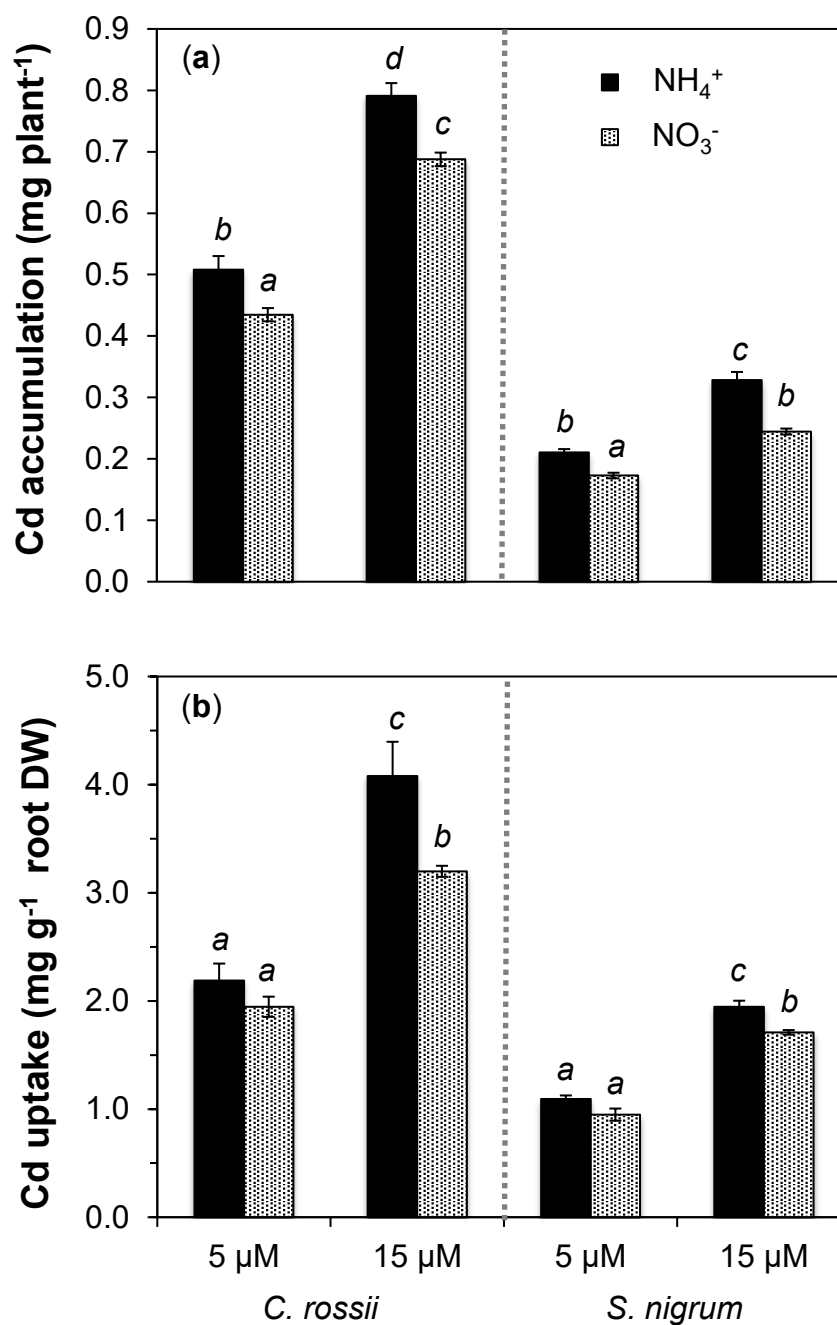 Cd accumulation (mg plant⁻¹)
0.9
0.8
0.7
0.6
0.5
0.4
0.3
0.2
0.1
0.0
(a)
b
a
d
c
b
a
c
b
NH₄⁺
NO₃⁻
Cd uptake (mg g⁻¹ root DW)
5.0
4.0
3.0
2.0
1.0
0.0
(b)
a
a
c
b
a
a
c
b
5 µM 15 µM 5 µM 15 µM
C. rossii S. nigrum